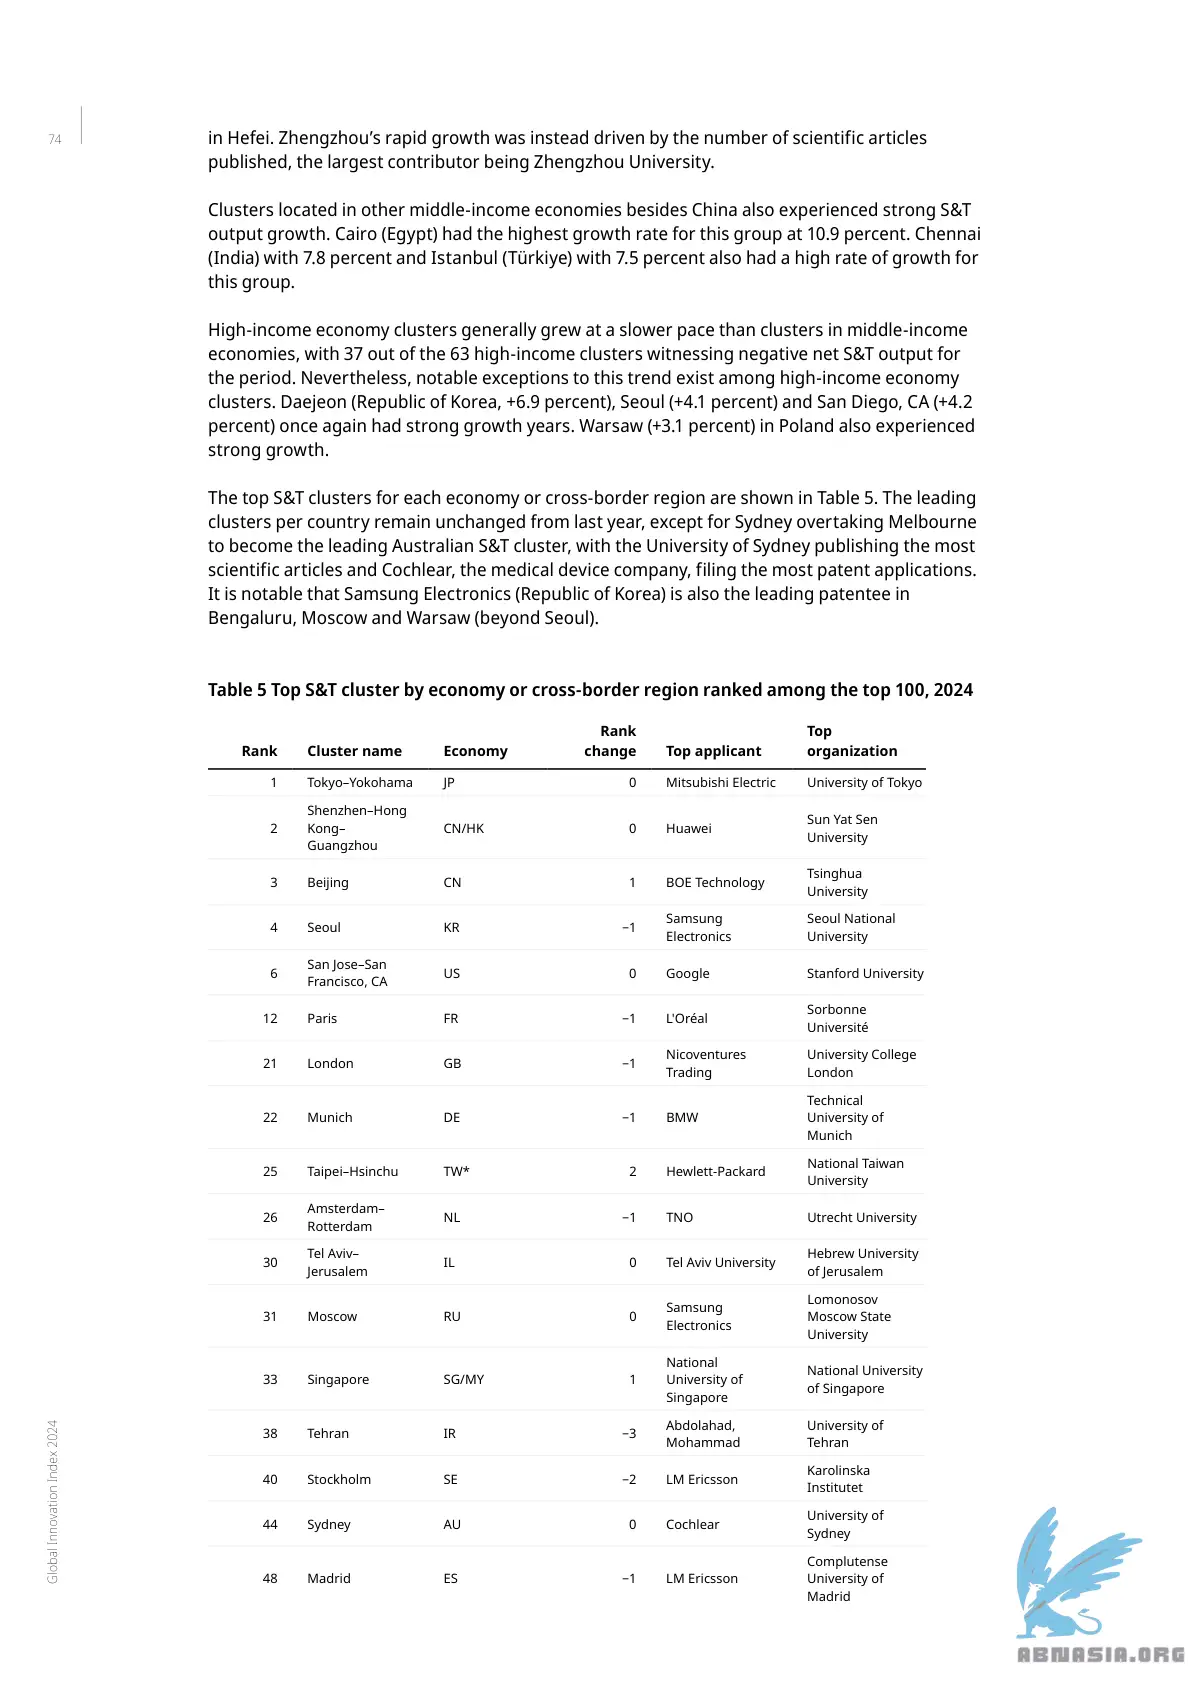 74
in Hefei. Zhengzhou’s rapid growth was instead driven by the number of scientific articles
published, the largest contributor being Zhengzhou University.
Clusters located in other middle-income economies besides China also experienced strong S&T
output growth. Cairo (Egypt) had the highest growth rate for this group at 10.9 percent. Chennai
(India) with 7.8 percent and Istanbul (Türkiye) with 7.5 percent also had a high rate of growth for
this group.
High-income economy clusters generally grew at a slower pace than clusters in middle-income
economies, with 37 out of the 63 high-income clusters witnessing negative net S&T output for
the period. Nevertheless, notable exceptions to this trend exist among high-income economy
clusters. Daejeon (Republic of Korea, +6.9 percent), Seoul (+4.1 percent) and San Diego, CA (+4.2
percent) once again had strong growth years. Warsaw (+3.1 percent) in Poland also experienced
strong growth.
The top S&T clusters for each economy or cross-border region are shown in Table 5. The leading
clusters per country remain unchanged from last year, except for Sydney overtaking Melbourne
to become the leading Australian S&T cluster, with the University of Sydney publishing the most
scientific articles and Cochlear, the medical device company, filing the most patent applications.
It is notable that Samsung Electronics (Republic of Korea) is also the leading patentee in
Bengaluru, Moscow and Warsaw (beyond Seoul).
Table 5 Top S&T cluster by economy or cross-border region ranked among the top 100, 2024
Rank Cluster name Economy Rank change Top applicant Top organization
1 Tokyo–Yokohama JP 0 Mitsubishi Electric University of Tokyo
2 Shenzhen–Hong Kong–Guangzhou CN/HK 0 Huawei Sun Yat Sen University
3 Beijing CN 1 BOE Technology Tsinghua University
4 Seoul KR −1 Samsung Electronics Seoul National University
6 San Jose–San Francisco, CA US 0 Google Stanford University
12 Paris FR −1 L'Oréal Sorbonne Université
21 London GB −1 Nicoventures Trading University College London
22 Munich DE −1 BMW Technical University of Munich
25 Taipei–Hsinchu TW* 2 Hewlett-Packard National Taiwan University
26 Amsterdam–Rotterdam NL −1 TNO Utrecht University
30 Tel Aviv–Jerusalem IL 0 Tel Aviv University Hebrew University of Jerusalem
31 Moscow RU 0 Samsung Electronics Lomonosov Moscow State University
33 Singapore SG/MY 1 National University of Singapore National University of Singapore
38 Tehran IR −3 Abdolahad, Mohammad University of Tehran
40 Stockholm SE −2 LM Ericsson Karolinska Institutet
44 Sydney AU 0 Cochlear University of Sydney
48 Madrid ES −1 LM Ericsson Complutense University of Madrid
Global Innovation Index 2024
ABNASIA.ORG